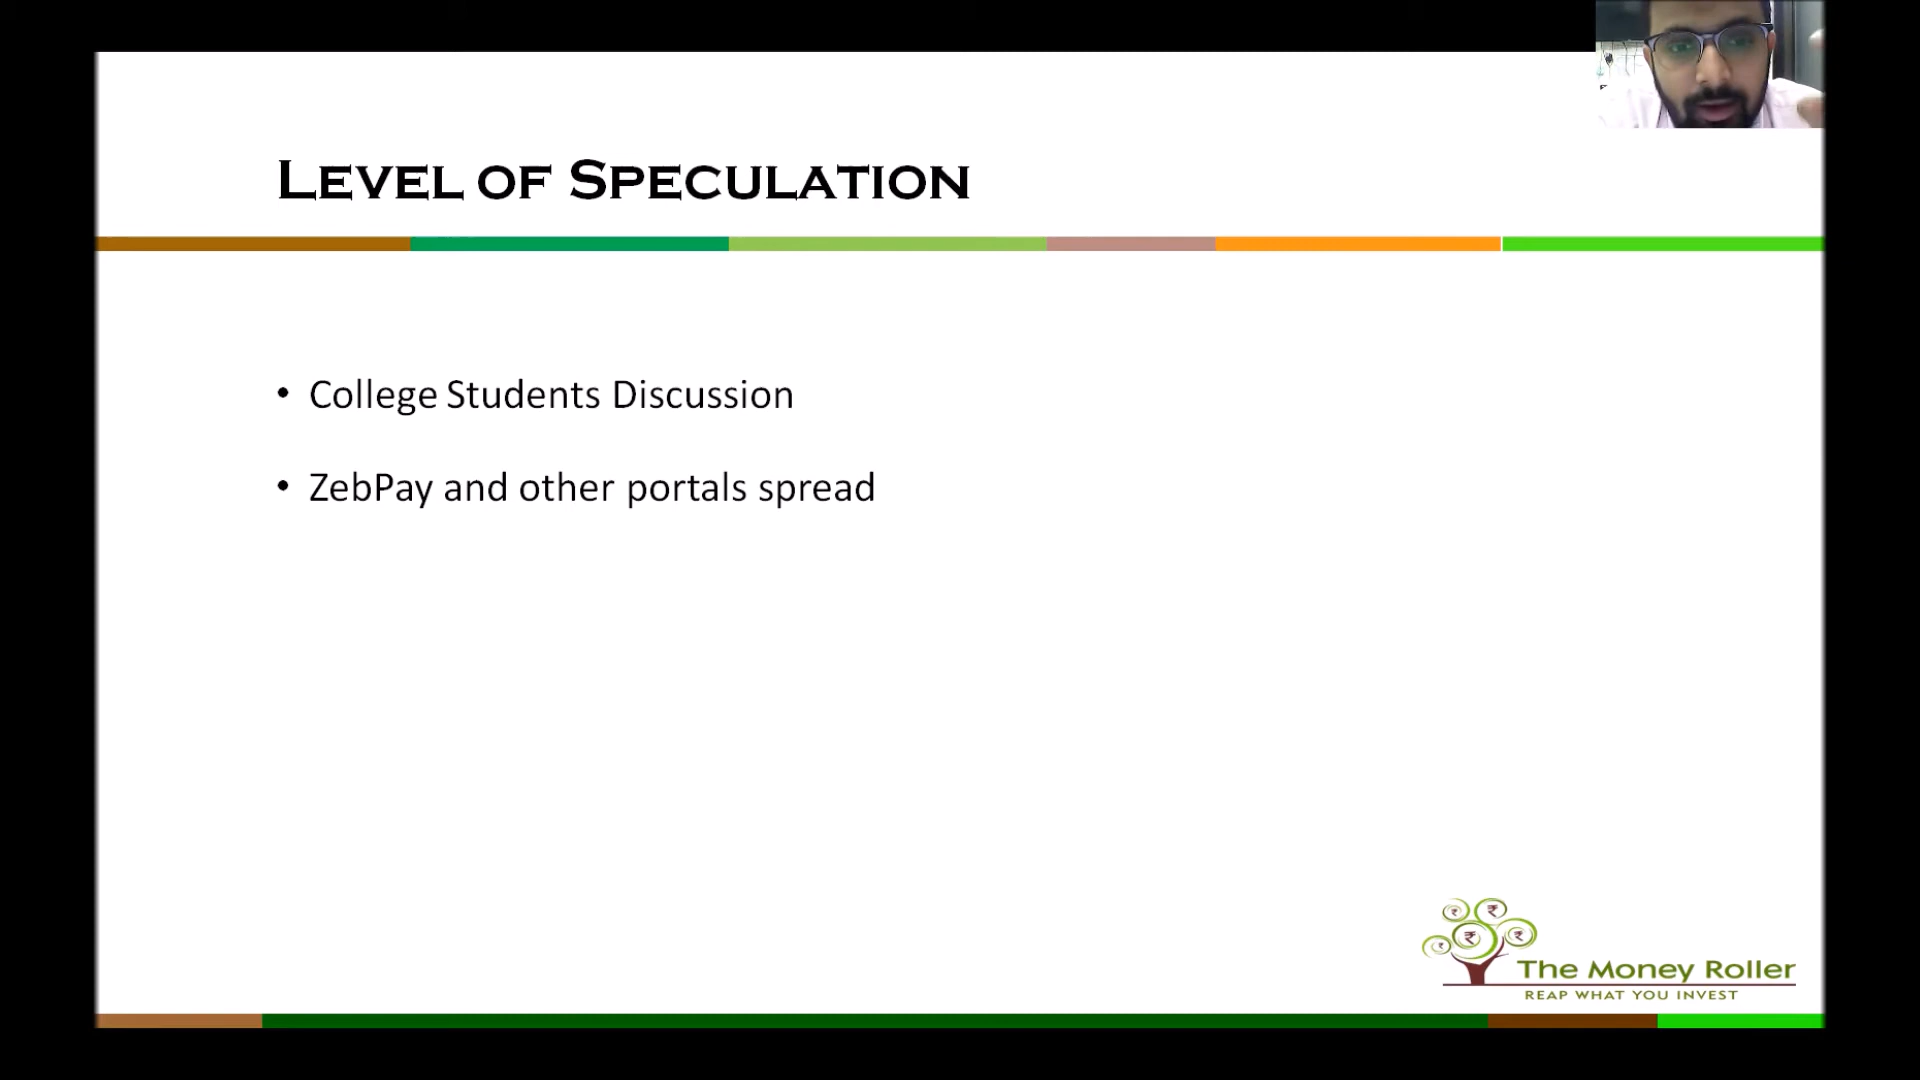 Level of Speculation
• College Students Discussion
• ZebPay and other portals spread
₹ ₹
₹ ₹ ₹
The Money Roller
REAP WHAT YOU INVEST